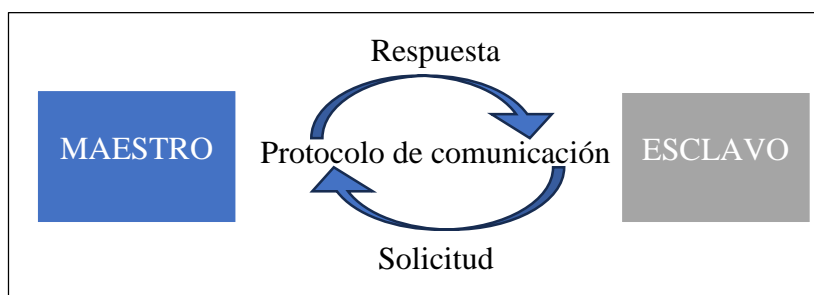 Respuesta
MAESTRO
Protocolo de comunicación
ESCLAVO
Solicitud